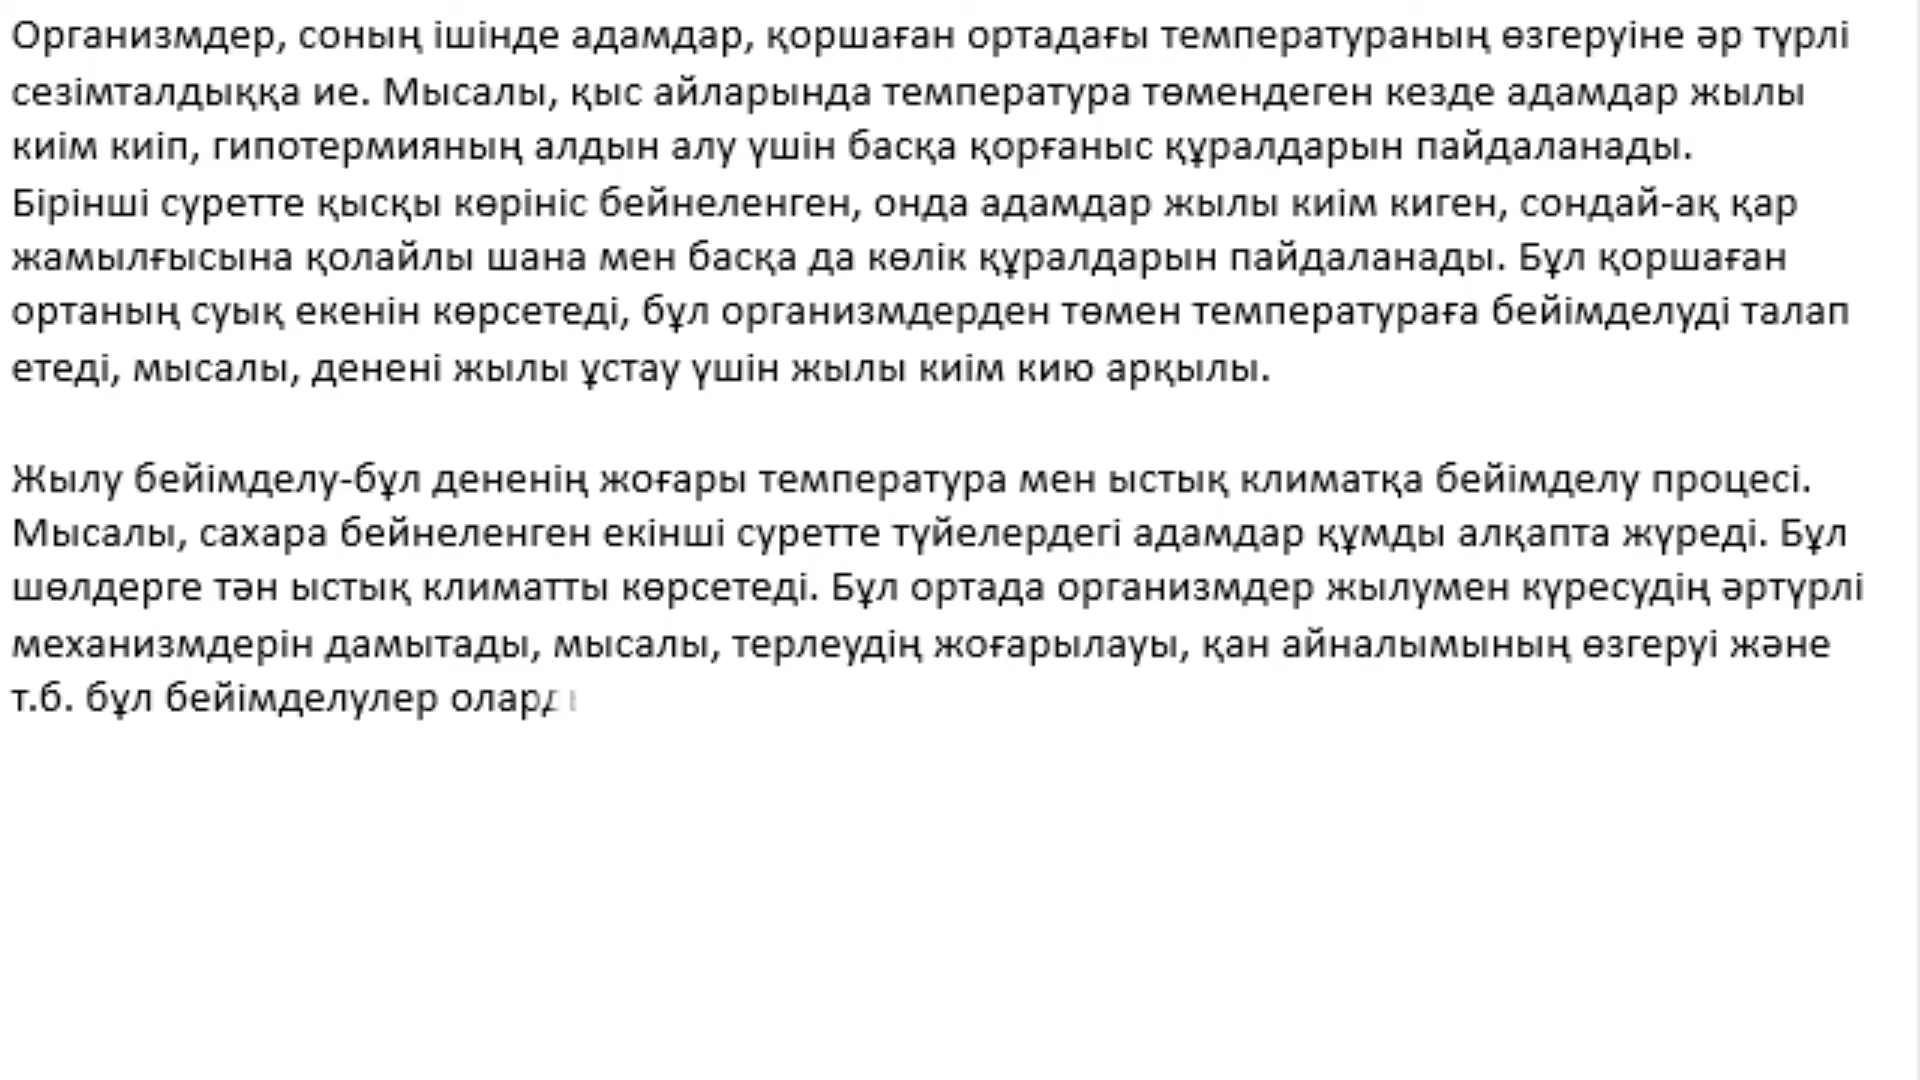 Организмдер, соның ішінде адамдар, қоршаған ортадағы температураның өзгеруіне әр түрлі
сезімталдыққа ие. Мысалы, қыс айларында температура төмендеген кезде адамдар жылы
киім киіп, гипотермияның алдын алу үшін басқа қорғаныс құралдарын пайдаланады.
Бірінші суретте қысқы көрініс бейнеленген, онда адамдар жылы киім киген, сондай-ақ қар
жамылғысына қолайлы шана мен басқа да көлік құралдарын пайдаланады. Бұл қоршаған
ортаның суық екенін көрсетеді, бұл организмдерден төмен температураға бейімделуді талап
етеді, мысалы, денені жылы ұстау үшін жылы киім кию арқылы.
Жылу бейімделу-бұл дененің жоғары температура мен ыстық климатқа бейімделу процесі.
Мысалы, сахара бейнеленген екінші суретте түйелердегі адамдар құмды алқапта жүреді. Бұл
шөлдерге тән ыстық климатты көрсетеді. Бұл ортада организмдер жылумен күресудің әртүрлі
механизмдерін дамытады, мысалы, терлеудің жоғарылауы, қан айналымының өзгеруі және
т.б. бұл бейімделулер